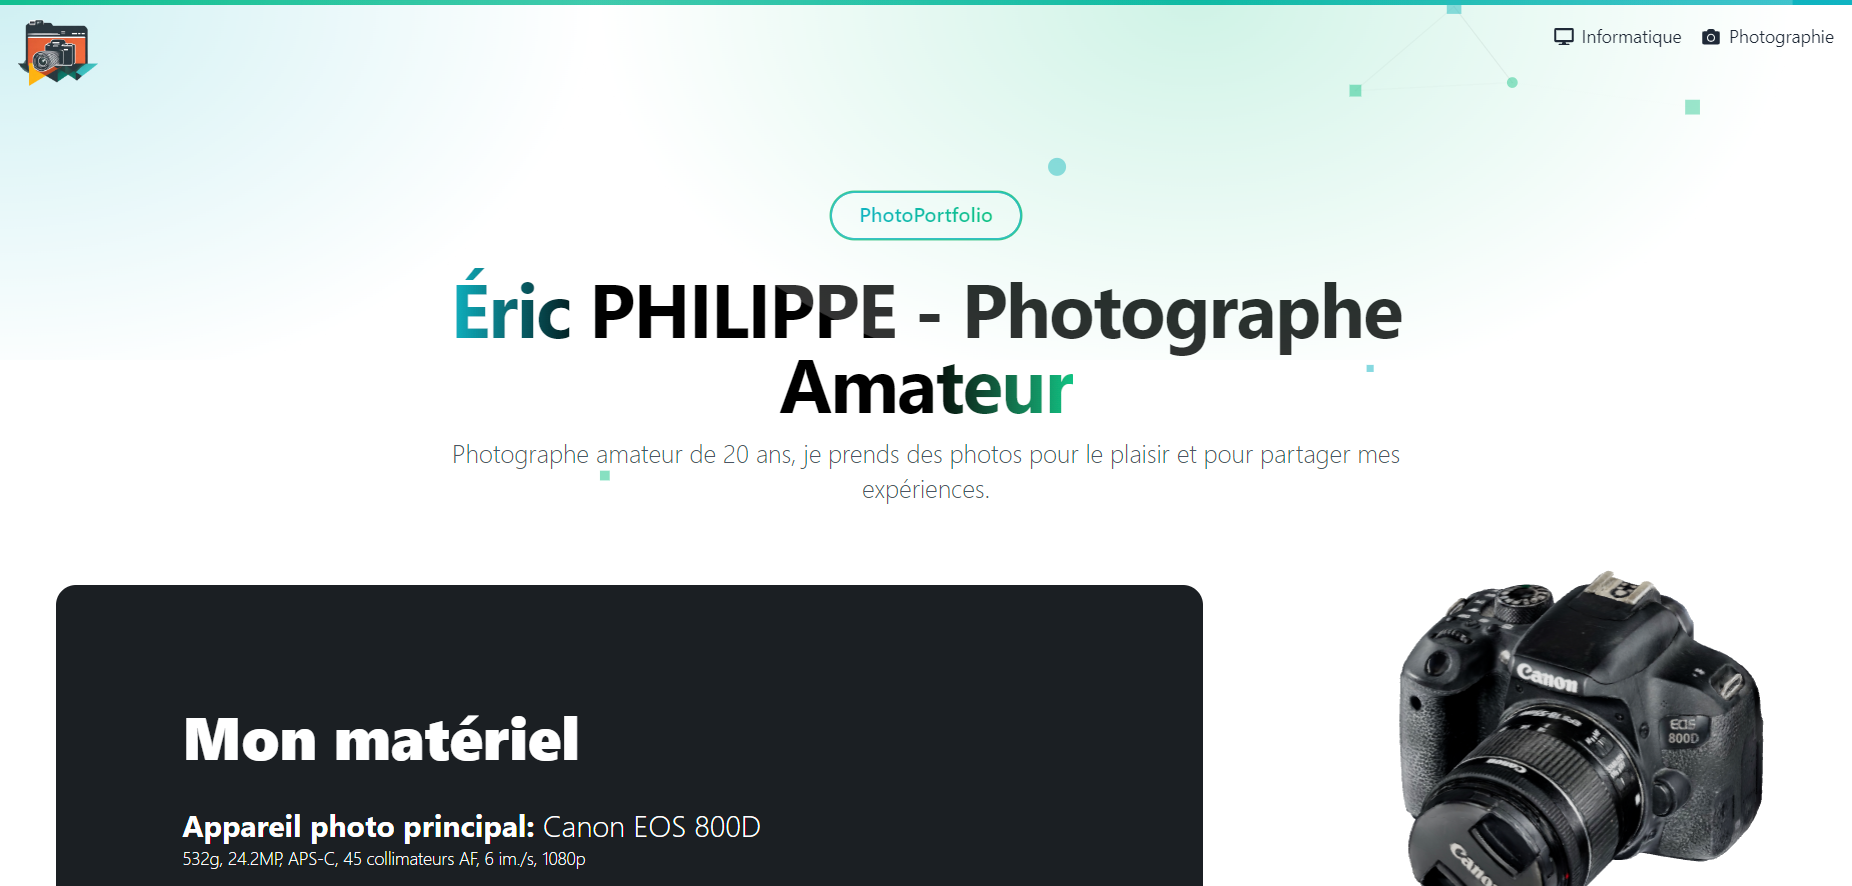 Informatique
Photographie
PhotoPortfolio
Éric PHILIPPE - Photographe
Amateur
Photographe amateur de 20 ans, je prends des photos pour le plaisir et pour partager mes
expériences.
Mon matériel
Appareil photo principal: Canon EOS 800D
532g, 24.2MP, APS-C, 45 collimateurs AF, 6 im./s, 1080p
Canon
EOS
800D
Canon
Canon